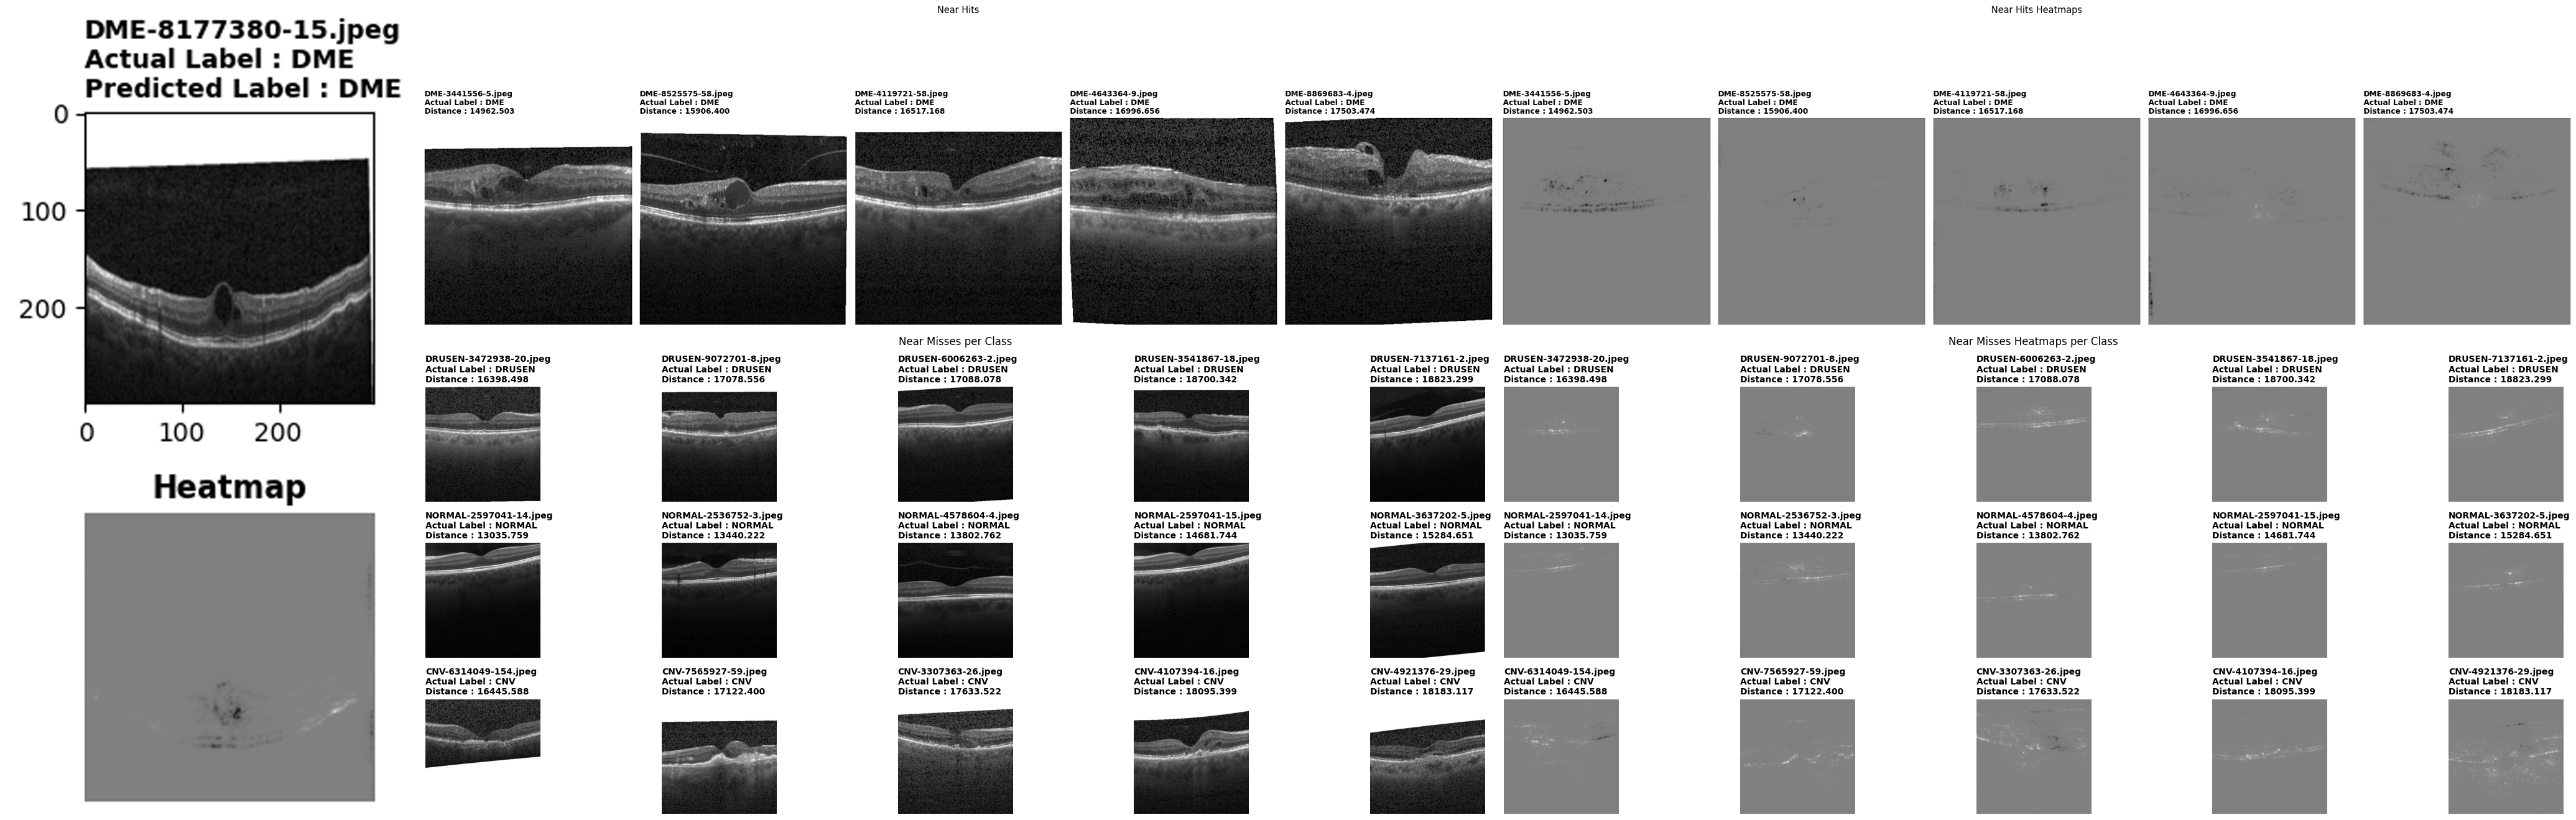 DME-8177380-15.jpeg
Actual Label : DME
Predicted Label : DME
0
100
200
0 100 200
Heatmap
Near Hits
DME-3441556-5.jpeg
Actual Label : DME
Distance : 14962.503
DME-8525575-58.jpeg
Actual Label : DME
Distance : 15906.400
DME-4119721-58.jpeg
Actual Label : DME
Distance : 16517.168
DME-4643364-9.jpeg
Actual Label : DME
Distance : 16996.656
DME-8869683-4.jpeg
Actual Label : DME
Distance : 17503.474
Near Hits Heatmaps
DME-3441556-5.jpeg
Actual Label : DME
Distance : 14962.503
DME-8525575-58.jpeg
Actual Label : DME
Distance : 15906.400
DME-4119721-58.jpeg
Actual Label : DME
Distance : 16517.168
DME-4643364-9.jpeg
Actual Label : DME
Distance : 16996.656
DME-8869683-4.jpeg
Actual Label : DME
Distance : 17503.474
Near Misses per Class
DRUSEN-3472938-20.jpeg
Actual Label : DRUSEN
Distance : 16398.498
DRUSEN-9072701-8.jpeg
Actual Label : DRUSEN
Distance : 17078.556
DRUSEN-6006263-2.jpeg
Actual Label : DRUSEN
Distance : 17088.078
DRUSEN-3541867-18.jpeg
Actual Label : DRUSEN
Distance : 18700.342
DRUSEN-7137161-2.jpeg
Actual Label : DRUSEN
Distance : 18823.299
NORMAL-2597041-14.jpeg
Actual Label : NORMAL
Distance : 13035.759
NORMAL-2536752-3.jpeg
Actual Label : NORMAL
Distance : 13440.222
NORMAL-4578604-4.jpeg
Actual Label : NORMAL
Distance : 13802.762
NORMAL-2597041-15.jpeg
Actual Label : NORMAL
Distance : 14681.744
NORMAL-3637202-5.jpeg
Actual Label : NORMAL
Distance : 15284.651
CNV-6314049-154.jpeg
Actual Label : CNV
Distance : 16445.588
CNV-7565927-59.jpeg
Actual Label : CNV
Distance : 17122.400
CNV-3307363-26.jpeg
Actual Label : CNV
Distance : 17633.522
CNV-4107394-16.jpeg
Actual Label : CNV
Distance : 18095.399
CNV-4921376-29.jpeg
Actual Label : CNV
Distance : 18183.117
Near Misses Heatmaps per Class
DRUSEN-3472938-20.jpeg
Actual Label : DRUSEN
Distance : 16398.498
DRUSEN-9072701-8.jpeg
Actual Label : DRUSEN
Distance : 17078.556
DRUSEN-6006263-2.jpeg
Actual Label : DRUSEN
Distance : 17088.078
DRUSEN-3541867-18.jpeg
Actual Label : DRUSEN
Distance : 18700.342
DRUSEN-7137161-2.jpeg
Actual Label : DRUSEN
Distance : 18823.299
NORMAL-2597041-14.jpeg
Actual Label : NORMAL
Distance : 13035.759
NORMAL-2536752-3.jpeg
Actual Label : NORMAL
Distance : 13440.222
NORMAL-4578604-4.jpeg
Actual Label : NORMAL
Distance : 13802.762
NORMAL-2597041-15.jpeg
Actual Label : NORMAL
Distance : 14681.744
NORMAL-3637202-5.jpeg
Actual Label : NORMAL
Distance : 15284.651
CNV-6314049-154.jpeg
Actual Label : CNV
Distance : 16445.588
CNV-7565927-59.jpeg
Actual Label : CNV
Distance : 17122.400
CNV-3307363-26.jpeg
Actual Label : CNV
Distance : 17633.522
CNV-4107394-16.jpeg
Actual Label : CNV
Distance : 18095.399
CNV-4921376-29.jpeg
Actual Label : CNV
Distance : 18183.117